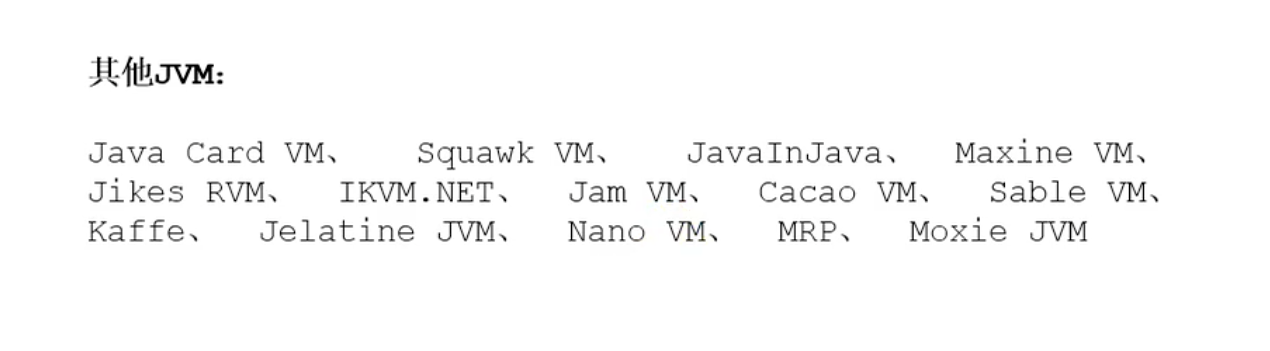 其他JVM:
Java Card VM、 Squawk VM、 JavaInJava、 Maxine VM、
Jikes RVM、 IKVM.NET、 Jam VM、 Cacao VM、 Sable VM、
Kaffe、 Jelatine JVM、 Nano VM、 MRP、 Moxie JVM